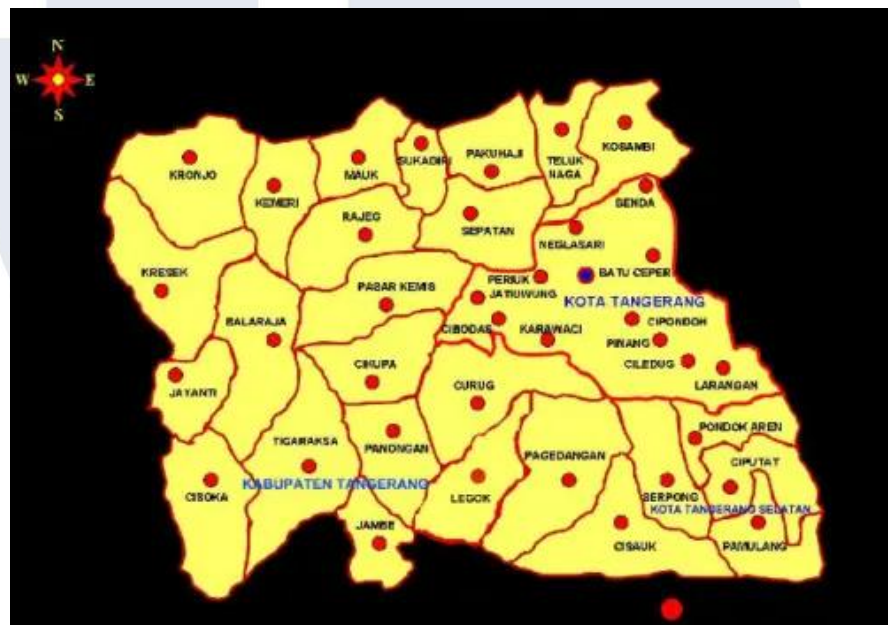 N
W E
S
KOSAMBI
SUKADIRI
PAKUHAJI
TELUK
NAGA
KRONJO
MAUK
KEMERI
BENDA
RAJEG
SEPATAN
NEGLASARI
KRESEK
PASAR KEMIS
PERIUK
BATU CEPER
JATIUWUNG
KOTA TANGERANG
BALARAJA
CIBODAS
KARAWACI
CIPONDOH
PINANG
CIKUPA
CILEDUG
JAYANTI
CURUG
LARANGAN
TIGARAKSA
PANONGAN
PONDOK AREN
PAGEDANGAN
CIPUTAT
KABUPATEN TANGERANG
CISOKA
LEGOK
SERPONG
KOTA TANGERANG SELATAN
JAMBE
CISAUK
PAMULANG